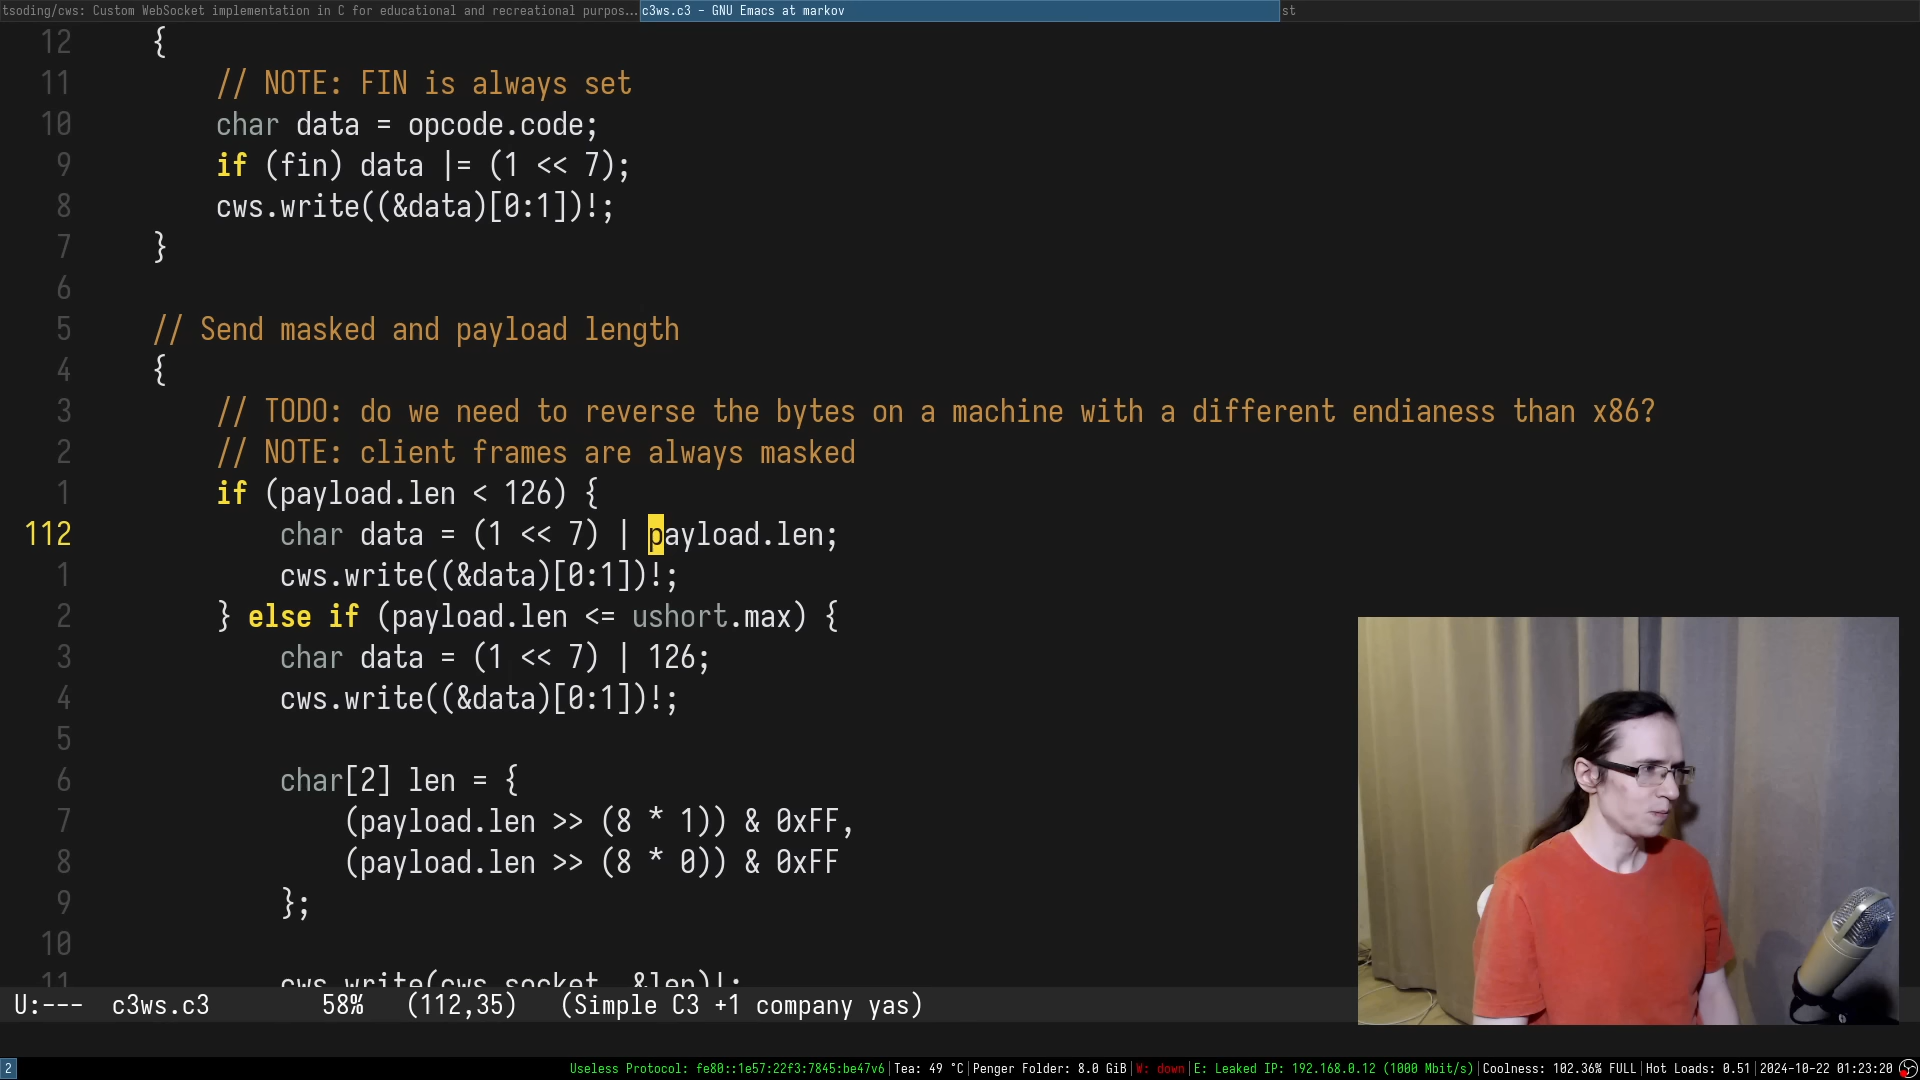 tsoding/cws: Custom WebSocket implementation in C for educational and recreational purpos...
c3ws.c3 - GNU Emacs at markov
st
12 {
11 // NOTE: FIN is always set
10 char data = opcode.code;
9 if (fin) data |= (1 << 7);
8 cws.write((&data)[0:1])!;
7 }
6
5 // Send masked and payload length
4 {
3 // TODO: do we need to reverse the bytes on a machine with a different endianess than x86?
2 // NOTE: client frames are always masked
1 if (payload.len < 126) {
112 char data = (1 << 7) | payload.len;
1 cws.write((&data)[0:1])!;
2 } else if (payload.len <= ushort.max) {
3 char data = (1 << 7) | 126;
4 cws.write((&data)[0:1])!;
5
6 char[2] len = {
7 (payload.len >> (8 * 1)) & 0xFF,
8 (payload.len >> (8 * 0)) & 0xFF
9 };
10
11 cws.write(cws.socket, &len)!;
U:--- c3ws.c3 58% (112,35) (Simple C3 +1 company yas)
2 Useless Protocol: fe80::1e57:22f3:7845:be47v6|Tea: 49 °C|Penger Folder: 8.0 GiB|W: down|E: Leaked IP: 192.168.0.12 (1000 Mbit/s)|Coolness: 102.36% FULL|Hot Loads: 0.51|2024-10-22 01:23:20